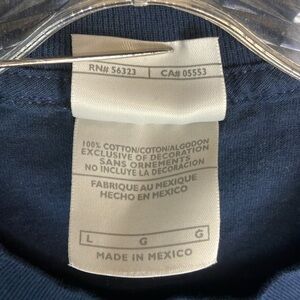 RN# 56323 CA# 05553
100% COTTON/COTON/ALGODON
EXCLUSIVE OF DECORATION
SANS ORNEMENTS
NO INCLUYE LA DECORACION
FABRIQUE AU MEXIQUE
HECHO EN MEXICO
L G G
MADE IN MEXICO